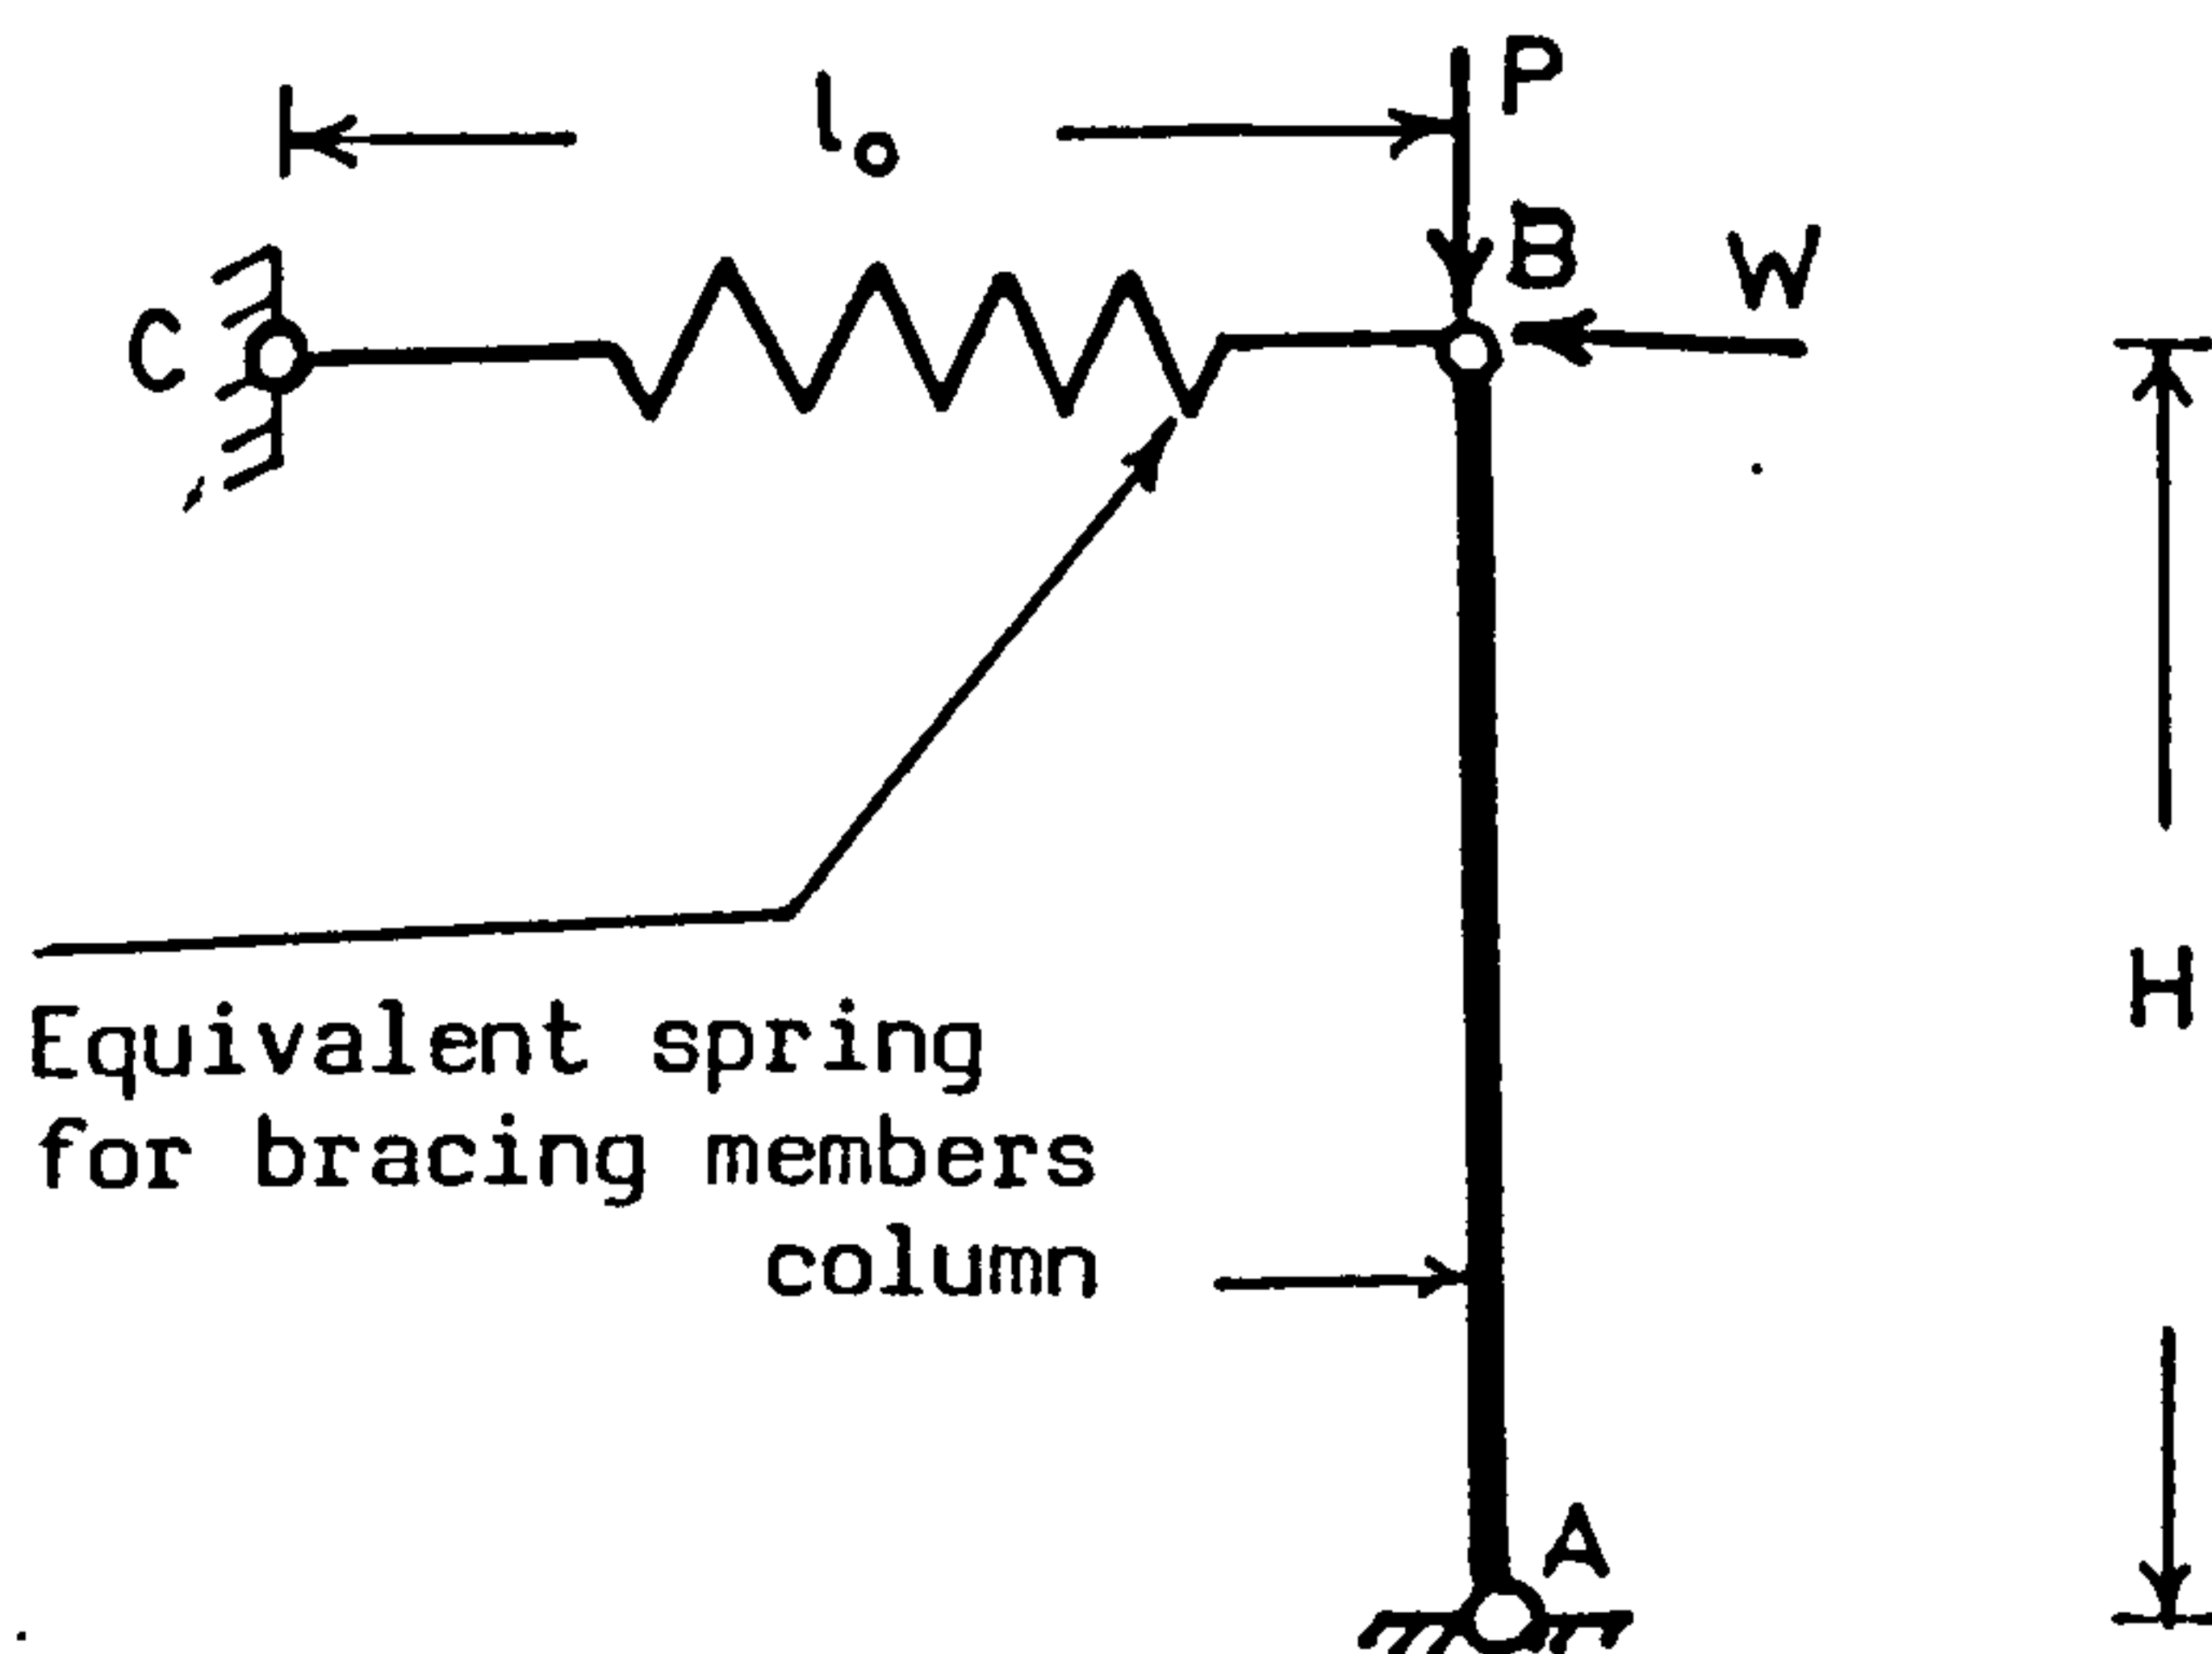 l₀
P
B
W
C
H
Equivalent spring
for bracing members
column
A